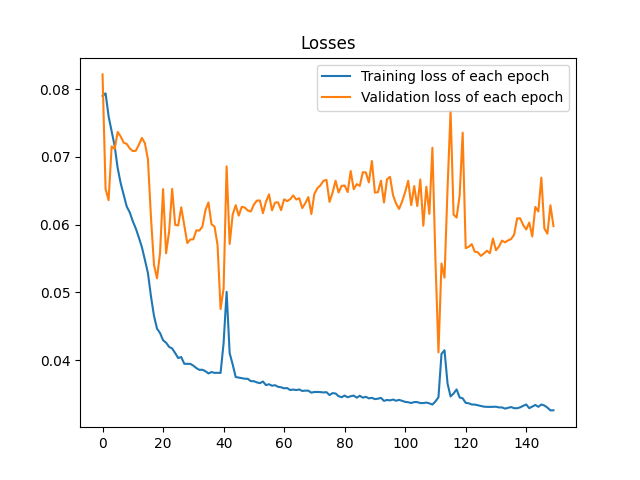 Losses
Training loss of each epoch
Validation loss of each epoch
0.08
0.07
0.06
0.05
0.04
0 20 40 60 80 100 120 140